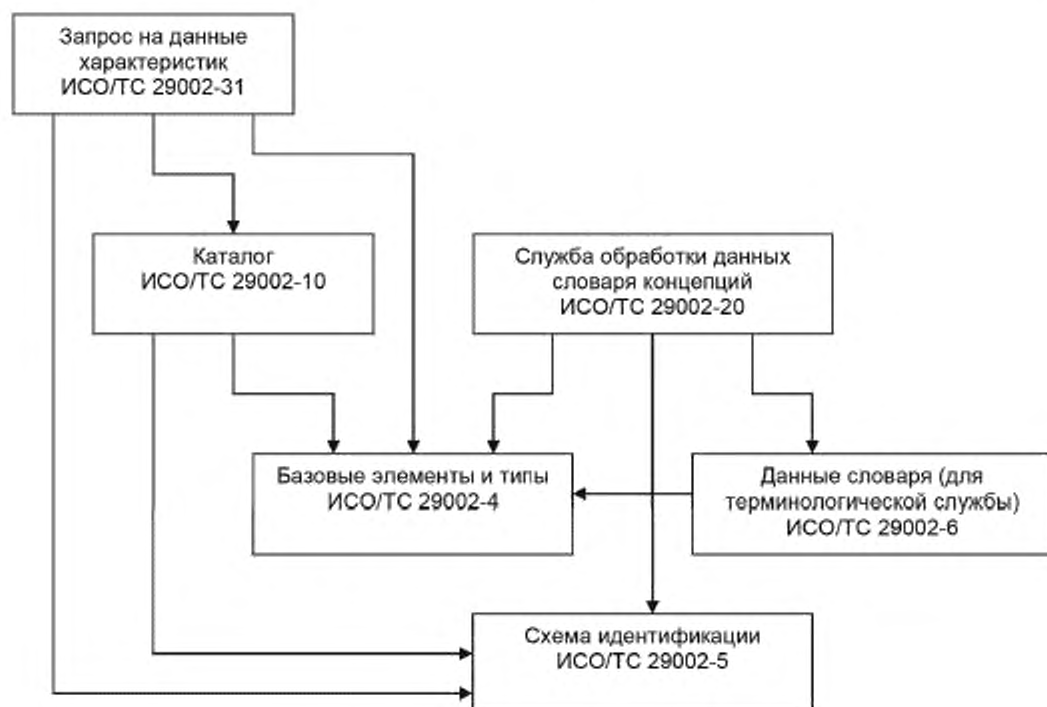 Запрос на данные
характеристик
ИСО/ТС 29002-31
Каталог
ИСО/ТС 29002-10
Служба обработки данных
словаря концепций
ИСО/ТС 29002-20
Базовые элементы и типы
ИСО/ТС 29002-4
Данные словаря (для
терминологической службы)
ИСО/ТС 29002-6
Схема идентификации
ИСО/ТС 29002-5